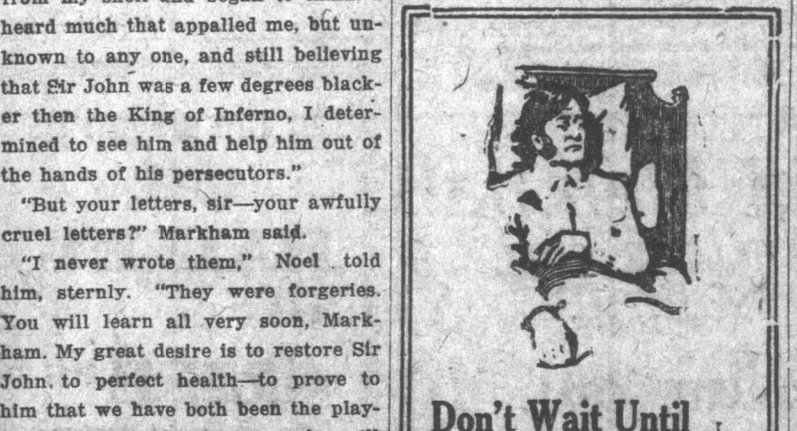 heard much that appalled me, but un-
known to any one, and still believing
that Sir John was a few degrees black-
er then the King of Inferno, I deter-
mined to see him and help him out of
the hands of his persecutors."
"But your letters, sir—your awfully
cruel letters?" Markham said.
"I never wrote them," Noel told
him, sternly. "They were forgeries.
You will learn all very soon, Mark-
ham. My great desire is to restore Sir
John. to perfect health—to prove to
him that we have both been the play-
Don't Wait Until